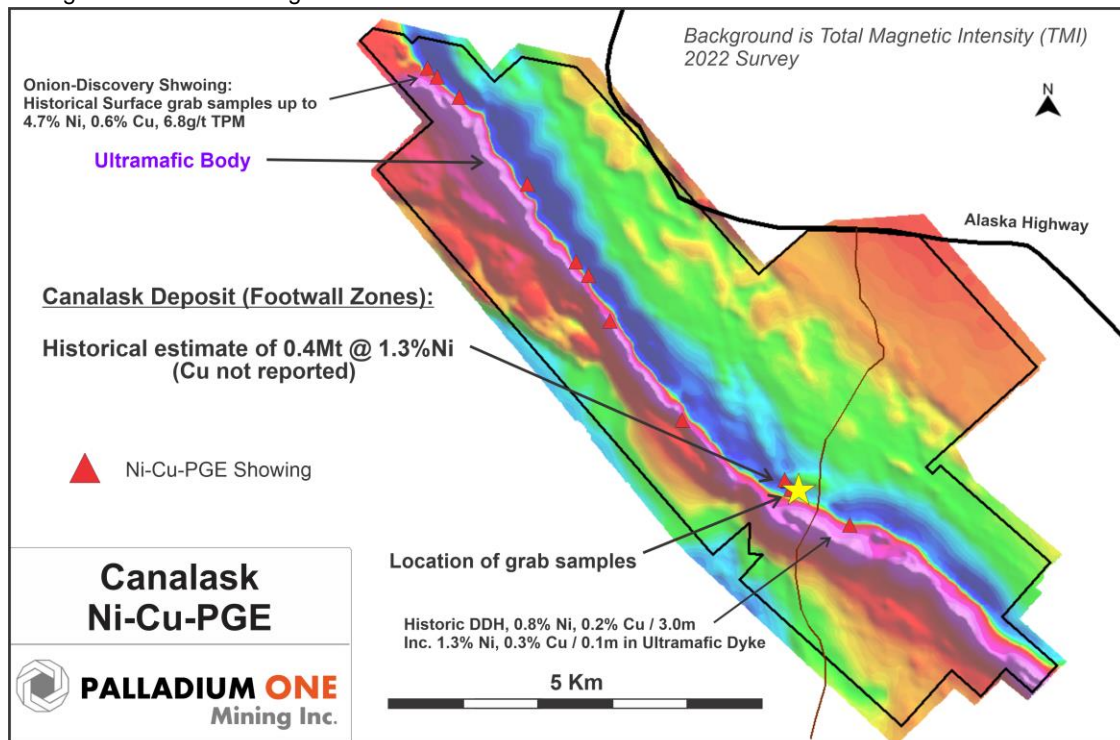 Background is Total Magnetic Intensity (TMI)
2022 Survey
N
Onion-Discovery Shwoing:
Historical Surface grab samples up to
4.7% Ni, 0.6% Cu, 6.8g/t TPM
Ultramafic Body
Alaska Highway
Canalask Deposit (Footwall Zones):
Historical estimate of 0.4Mt @ 1.3%Ni
(Cu not reported)
Ni-Cu-PGE Showing
Location of grab samples
Historic DDH, 0.8% Ni, 0.2% Cu / 3.0m
Inc. 1.3% Ni, 0.3% Cu / 0.1m in Ultramafic Dyke
5 Km
Canalask
Ni-Cu-PGE
PALLADIUM ONE
Mining Inc.